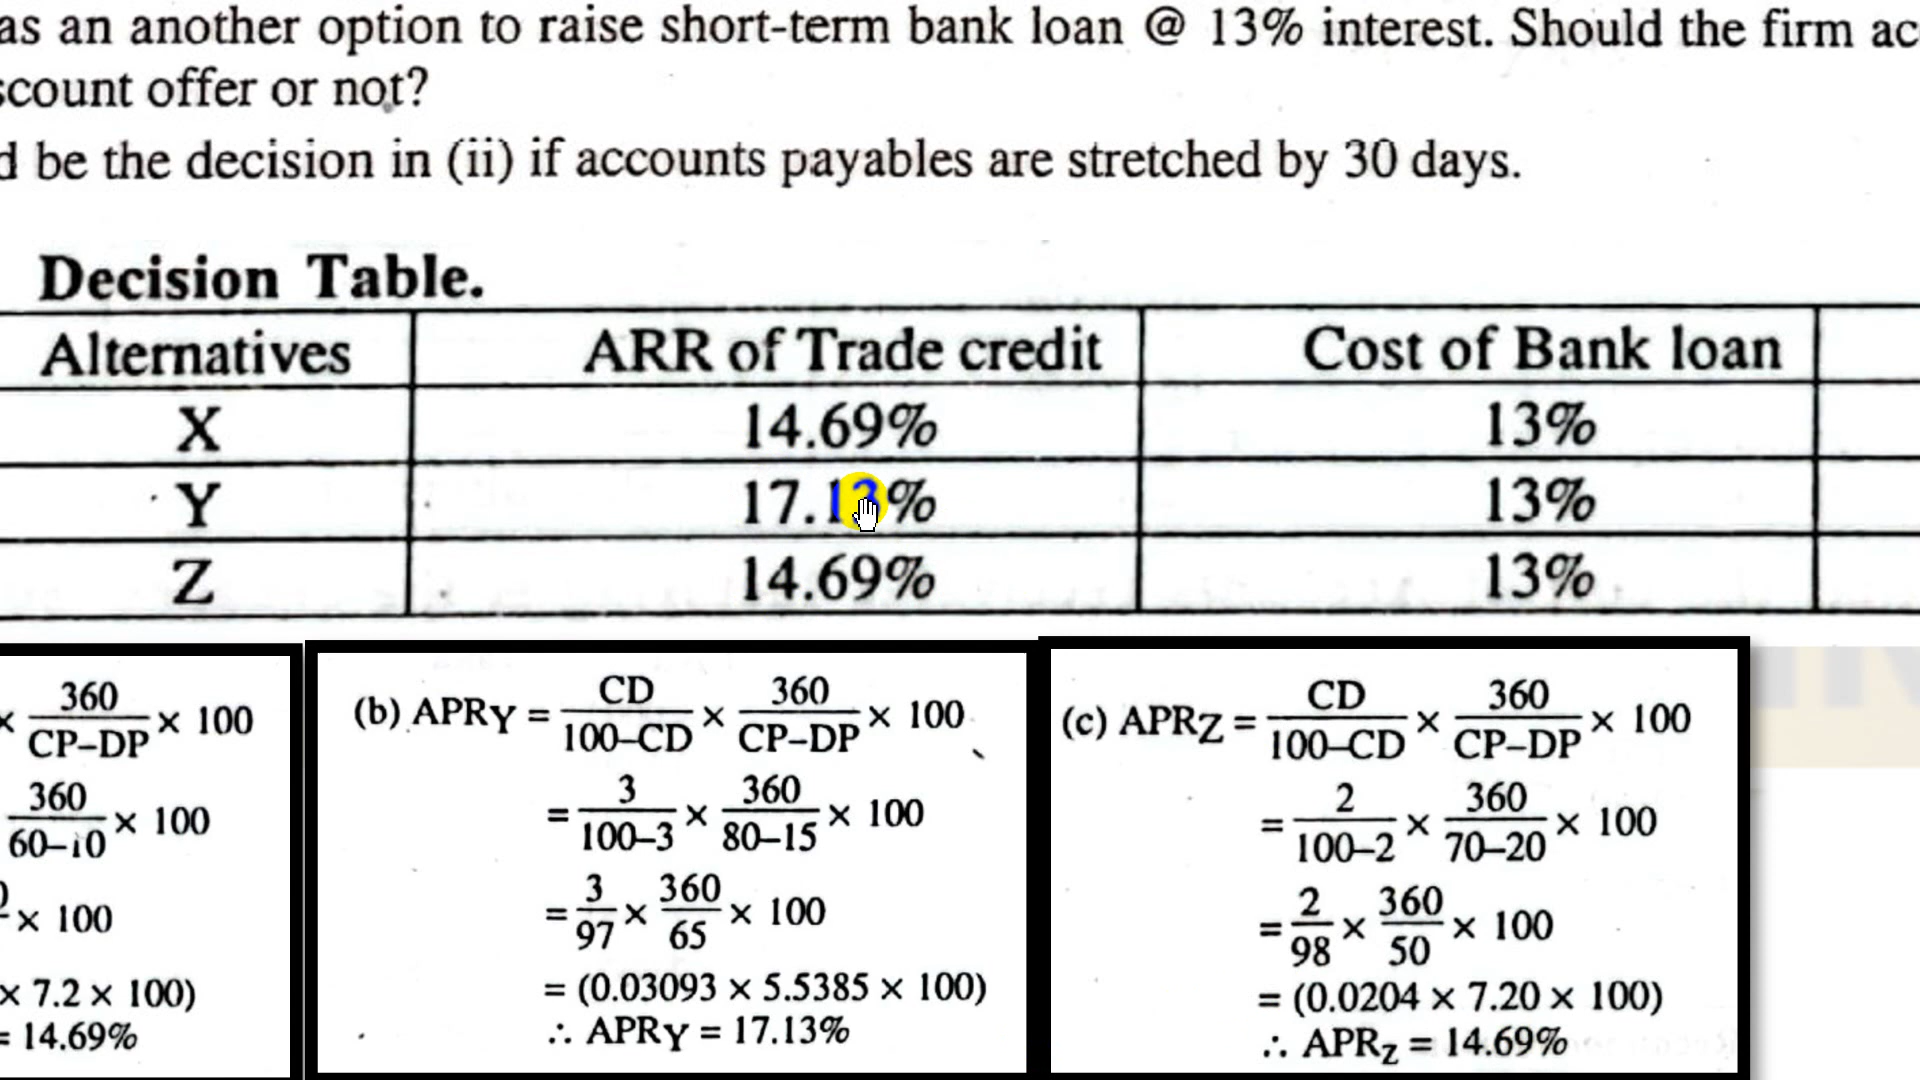 as an another option to raise short-term bank loan @ 13% interest. Should the firm ac
scount offer or not?
d be the decision in (ii) if accounts payables are stretched by 30 days.
Decision Table.
Alternatives ARR of Trade credit Cost of Bank loan
X 14.69% 13%
Y 17.13% 13%
Z 14.69% 13%
× 360/CP–DP × 100
360/60–10 × 100
× 100
× 7.2 × 100)
= 14.69%
(b) APRY = CD/100–CD × 360/CP–DP × 100
= 3/100–3 × 360/80–15 × 100
= 3/97 × 360/65 × 100
= (0.03093 × 5.5385 × 100)
∴ APRY = 17.13%
(c) APRZ = CD/100–CD × 360/CP–DP × 100
= 2/100–2 × 360/70–20 × 100
= 2/98 × 360/50 × 100
= (0.0204 × 7.20 × 100)
∴ APRZ = 14.69%